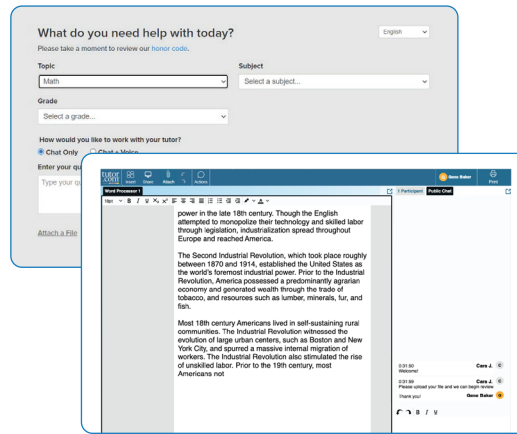 What do you need help with today?
English
Please take a moment to review our honor code.
Topic
Subject
Math
Select a subject...
Grade
Select a grade...
How would you like to work with your tutor?
Chat Only
Chat + Voice
Enter your qu
Type your qu
Attach a File
tutor
.com
Insert
Share
Attach
Actions
Gene Baker
Print
Word Processor 1
1 Participant
Public Chat
power in the late 18th century. Though the English
attempted to monopolize their technology and skilled labor
through legislation, industrialization spread throughout
Europe and reached America.
The Second Industrial Revolution, which took place roughly
between 1870 and 1914, established the United States as
the world's foremost industrial power. Prior to the Industrial
Revolution, America possessed a predominantly agrarian
economy and generated wealth through the trade of
tobacco, and resources such as lumber, minerals, fur, and
fish.
Most 18th century Americans lived in self-sustaining rural
communities. The Industrial Revolution witnessed the
evolution of large urban centers, such as Boston and New
York City, and spurred a massive internal migration of
workers. The Industrial Revolution also stimulated the rise
of unskilled labor. Prior to the 19th century, most
Americans not
0:31:50 Cara J. C
Welcome!
0:31:59 Cara J. C
Please upload your file and we can begin review
Thank you! Gene Baker G
B I U